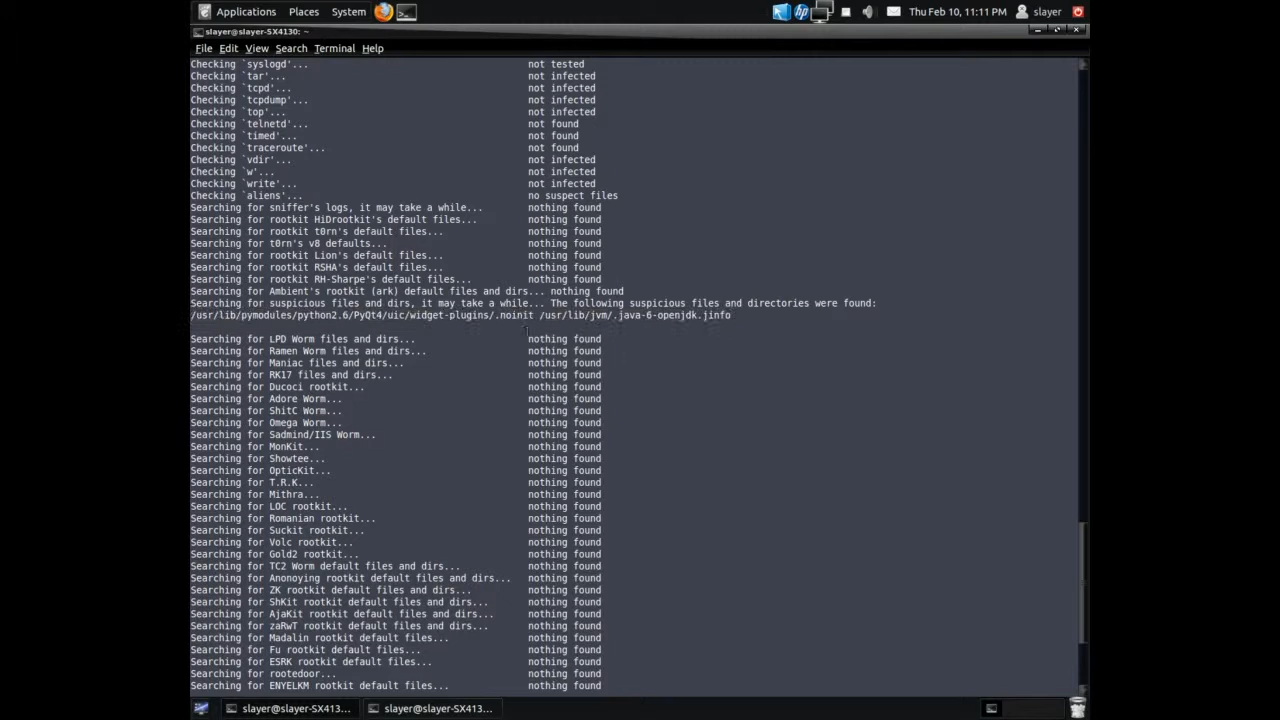 Applications Places System Thu Feb 10, 11:11 PM slayer
slayer@slayer-SX4130: ~
File Edit View Search Terminal Help
Checking `syslogd'... not tested
Checking `tar'... not infected
Checking `tcpd'... not infected
Checking `tcpdump'... not infected
Checking `top'... not infected
Checking `telnetd'... not found
Checking `timed'... not found
Checking `traceroute'... not found
Checking `vdir'... not infected
Checking `w'... not infected
Checking `write'... not infected
Checking `aliens'... no suspect files
Searching for sniffer's logs, it may take a while... nothing found
Searching for rootkit HiDrootkit's default files... nothing found
Searching for rootkit t0rn's default files... nothing found
Searching for t0rn's v8 defaults... nothing found
Searching for rootkit Lion's default files... nothing found
Searching for rootkit RSHA's default files... nothing found
Searching for rootkit RH-Sharpe's default files... nothing found
Searching for Ambient's rootkit (ark) default files and dirs... nothing found
Searching for suspicious files and dirs, it may take a while... The following suspicious files and directories were found:
/usr/lib/pymodules/python2.6/PyQt4/uic/widget-plugins/.noinit /usr/lib/jvm/.java-6-openjdk.jinfo
Searching for LPD Worm files and dirs... nothing found
Searching for Ramen Worm files and dirs... nothing found
Searching for Maniac files and dirs... nothing found
Searching for RK17 files and dirs... nothing found
Searching for Ducoci rootkit... nothing found
Searching for Adore Worm... nothing found
Searching for ShitC Worm... nothing found
Searching for Omega Worm... nothing found
Searching for Sadmind/IIS Worm... nothing found
Searching for MonKit... nothing found
Searching for Showtee... nothing found
Searching for OpticKit... nothing found
Searching for T.R.K... nothing found
Searching for Mithra... nothing found
Searching for LOC rootkit... nothing found
Searching for Romanian rootkit... nothing found
Searching for Suckit rootkit... nothing found
Searching for Volc rootkit... nothing found
Searching for Gold2 rootkit... nothing found
Searching for TC2 Worm default files and dirs... nothing found
Searching for Anonoying rootkit default files and dirs... nothing found
Searching for ZK rootkit default files and dirs... nothing found
Searching for ShKit rootkit default files and dirs... nothing found
Searching for AjaKit rootkit default files and dirs... nothing found
Searching for zaRwT rootkit default files and dirs... nothing found
Searching for Madalin rootkit default files... nothing found
Searching for Fu rootkit default files... nothing found
Searching for ESRK rootkit default files... nothing found
Searching for rootedoor... nothing found
Searching for ENYELKM rootkit default files... nothing found
slayer@slayer-SX413... slayer@slayer-SX413...